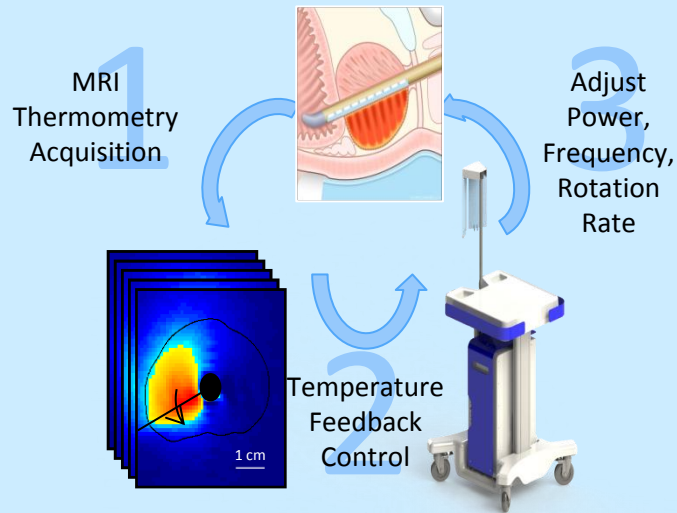 1
MRI
Thermometry
Acquisition
2
Temperature
Feedback
Control
1 cm
3
Adjust
Power,
Frequency,
Rotation
Rate